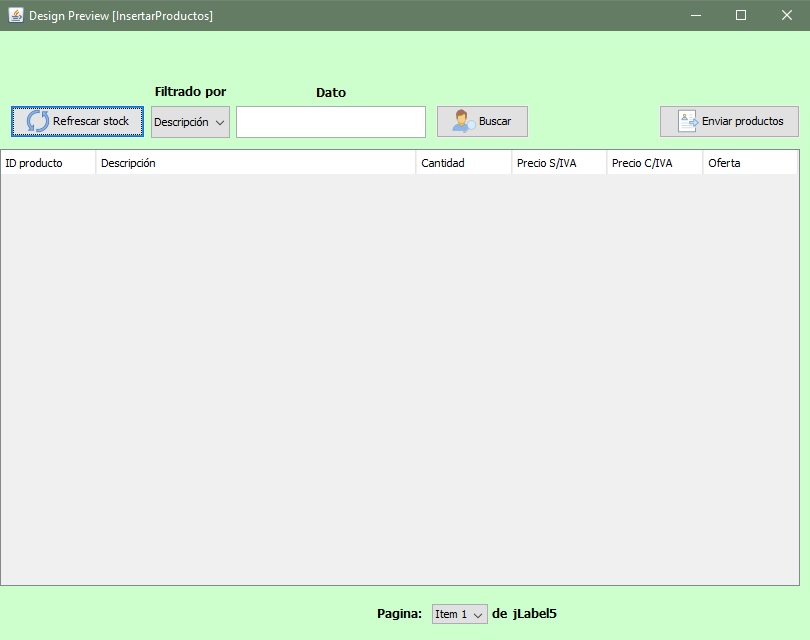 Design Preview [InsertarProductos]
Filtrado por Dato
Refrescar stock Descripción Buscar Enviar productos
ID producto Descripción Cantidad Precio S/IVA Precio C/IVA Oferta
Pagina: Item 1 de jLabel5